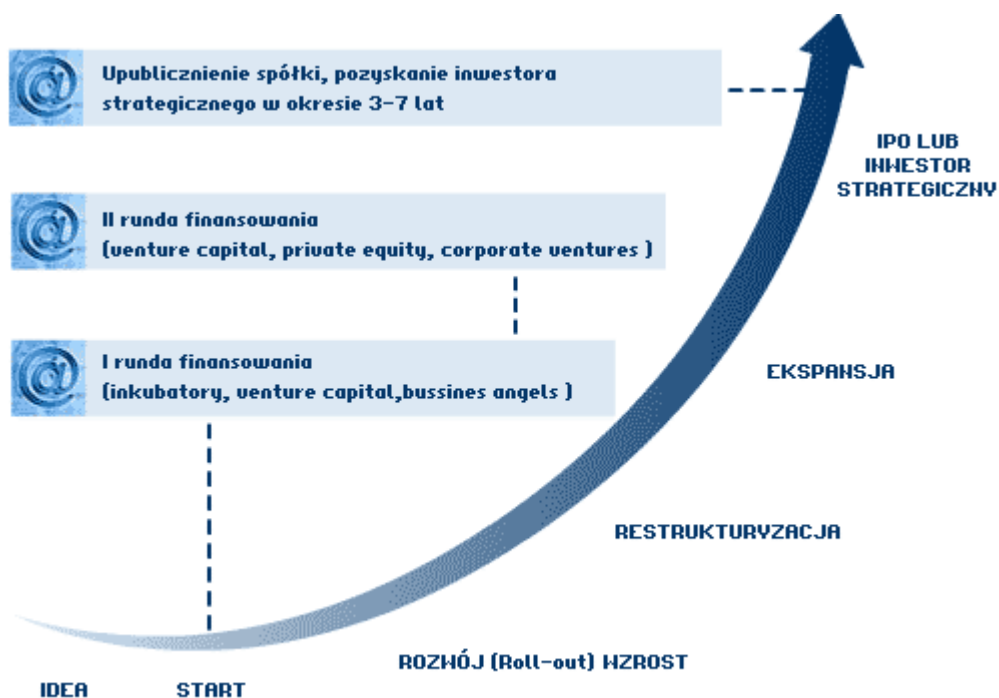 Upublicznienie spółki, pozyskanie inwestora
strategicznego w okresie 3-7 lat
IPO LUB
INWESTOR
STRATEGICZNY
II runda finansowania
(venture capital, private equity, corporate ventures )
I runda finansowania
(inkubatory, venture capital,bussines angels )
EKSPANSJA
RESTRUKTURYZACJA
ROZWÓJ (Roll-out) WZROST
IDEA
START